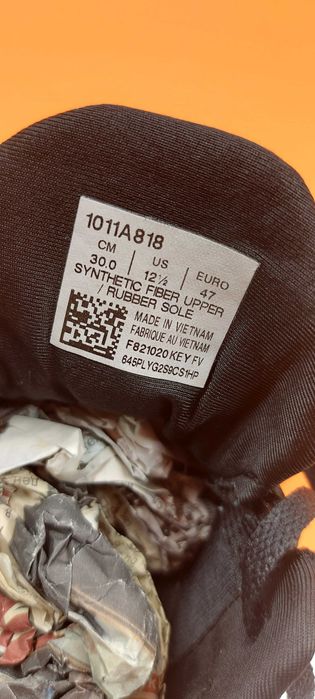 1011A818
CM | US | EURO
30.0 | 12½ | 47
SYNTHETIC FIBER UPPER
/ RUBBER SOLE
MADE IN VIETNAM
FABRIQUE AU VIETNAM
F821020 KEY FV
645PLYG2S9CS1HP